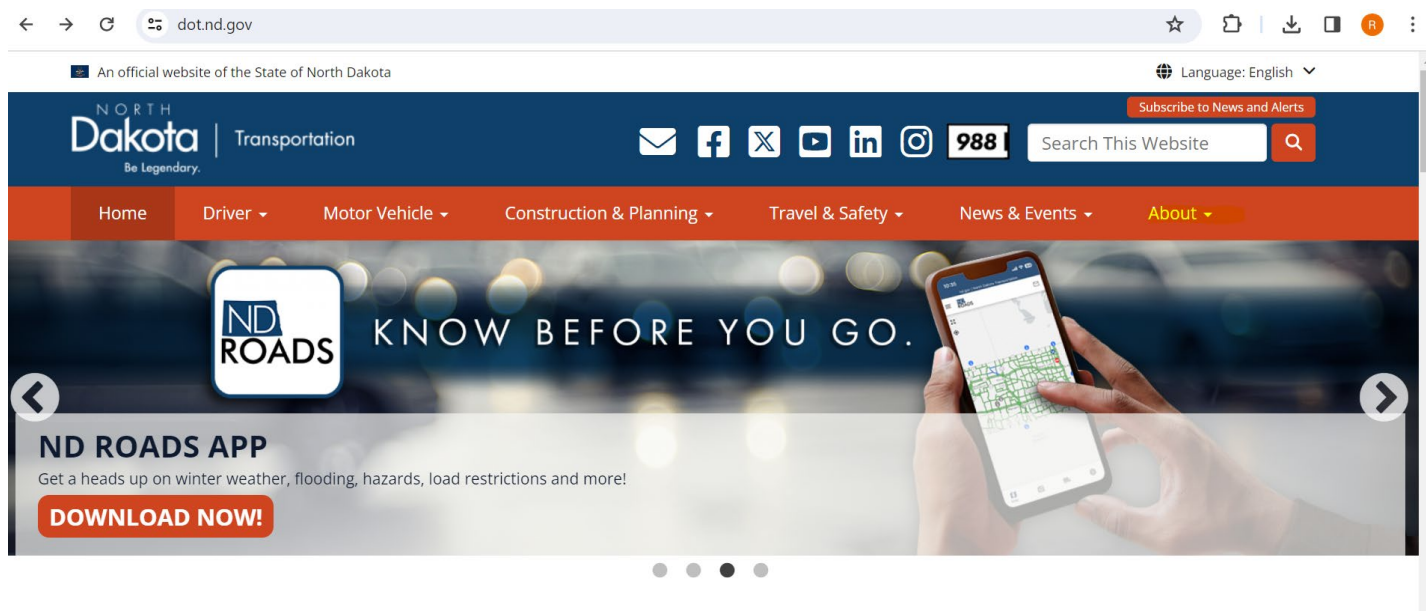 dot.nd.gov
R
An official website of the State of North Dakota
Language: English
Subscribe to News and Alerts
NORTH
Dakota | Transportation
Be Legendary.
988
Search This Website
Home Driver Motor Vehicle Construction & Planning Travel & Safety News & Events About
ND
ROADS
KNOW BEFORE YOU GO.
ND ROADS APP
Get a heads up on winter weather, flooding, hazards, load restrictions and more!
DOWNLOAD NOW!